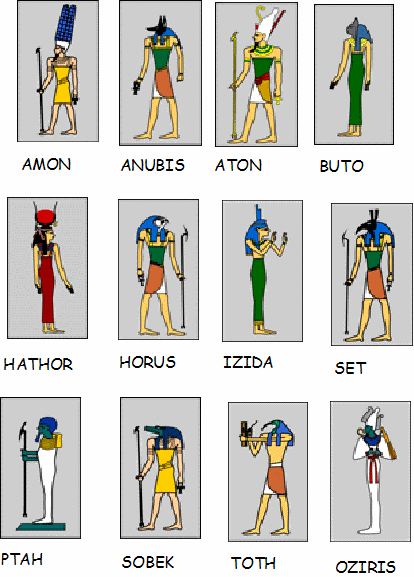 AMON ANUBIS ATON BUTO
HATHOR HORUS IZIDA SET
PTAH SOBEK TOTH OZIRIS